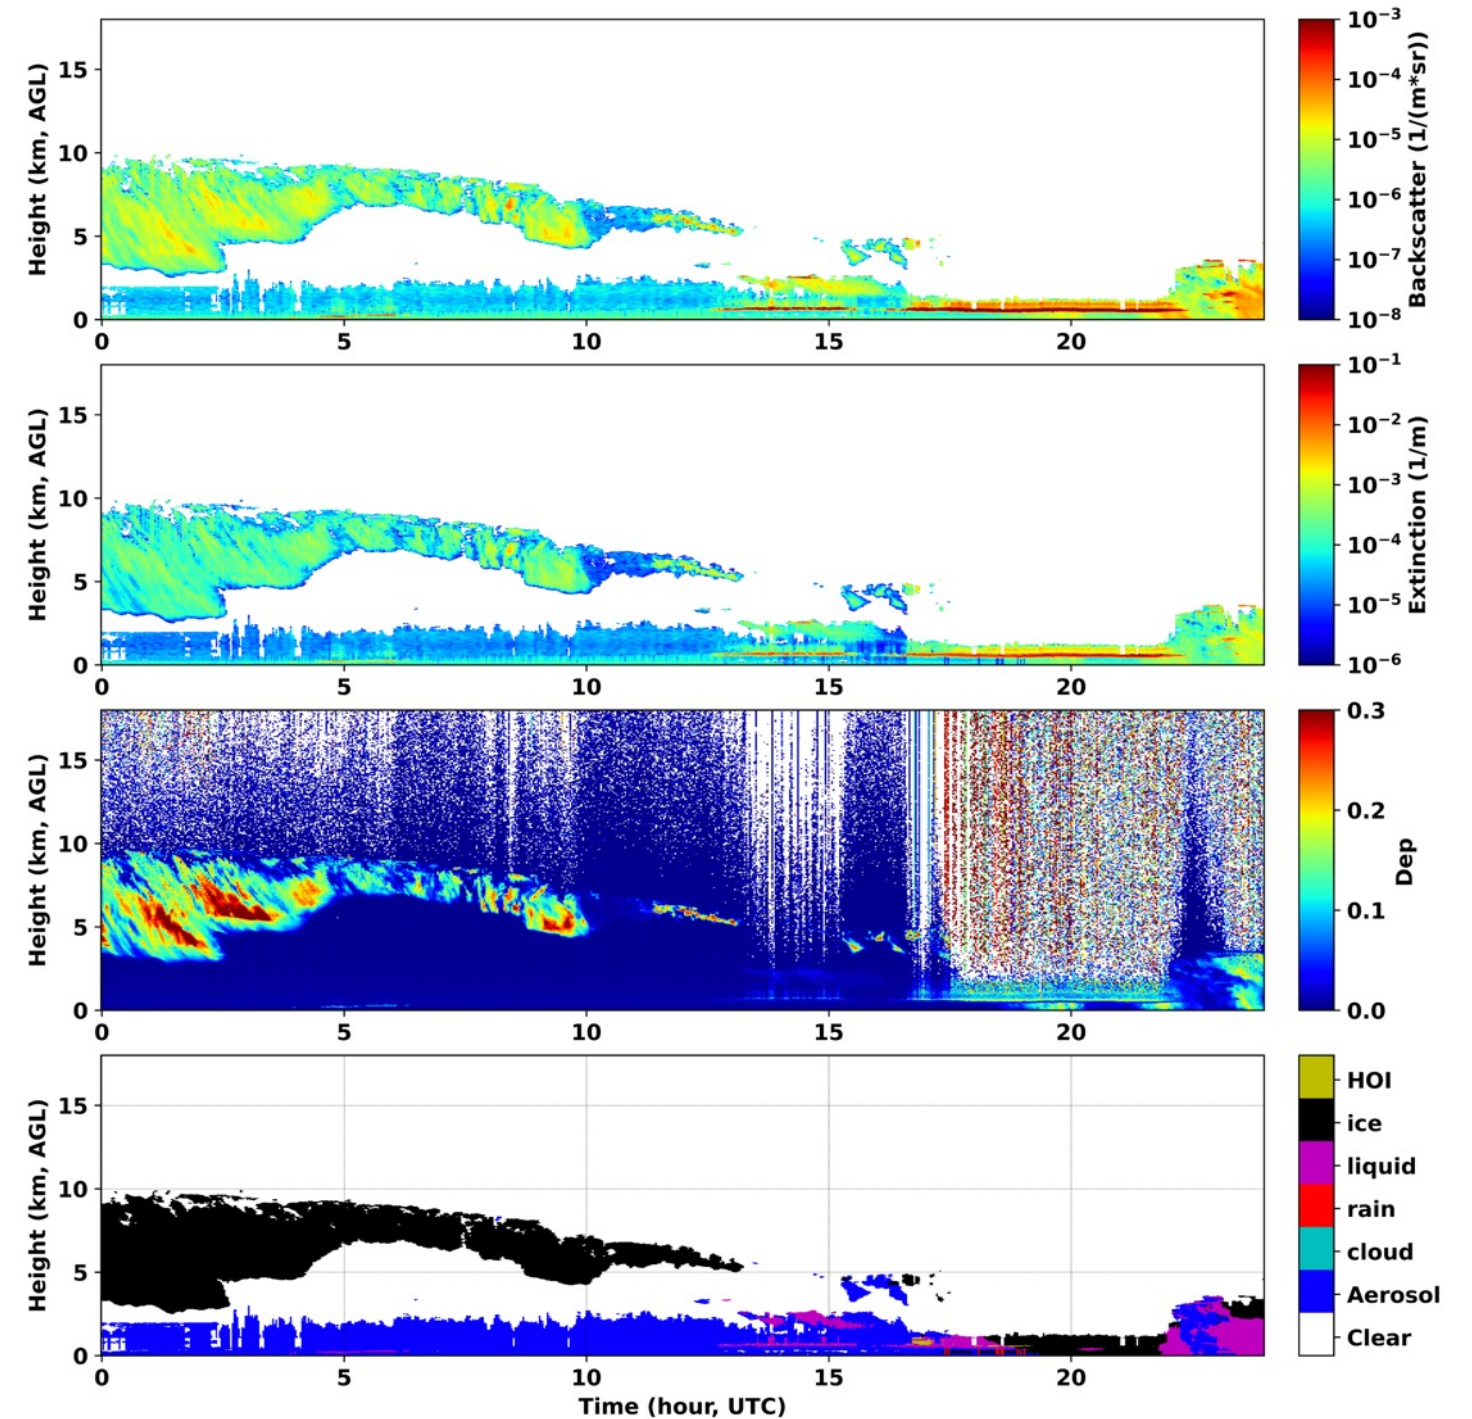 Height (km, AGL)
15
10
5
0
0 5 10 15 20
10⁻³
10⁻⁴
10⁻⁵
10⁻⁶
10⁻⁷
10⁻⁸
Backscatter (1/(m*sr))
Height (km, AGL)
15
10
5
0
0 5 10 15 20
10⁻¹
10⁻²
10⁻³
10⁻⁴
10⁻⁵
10⁻⁶
Extinction (1/m)
Height (km, AGL)
15
10
5
0
0 5 10 15 20
0.3
0.2
0.1
0.0
Dep
Height (km, AGL)
15
10
5
0
0 5 10 15 20
Time (hour, UTC)
HOI
ice
liquid
rain
cloud
Aerosol
Clear